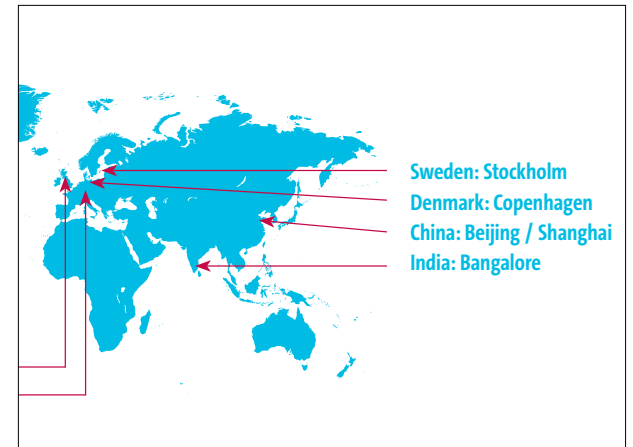 Sweden: Stockholm
Denmark: Copenhagen
China: Beijing / Shanghai
India: Bangalore